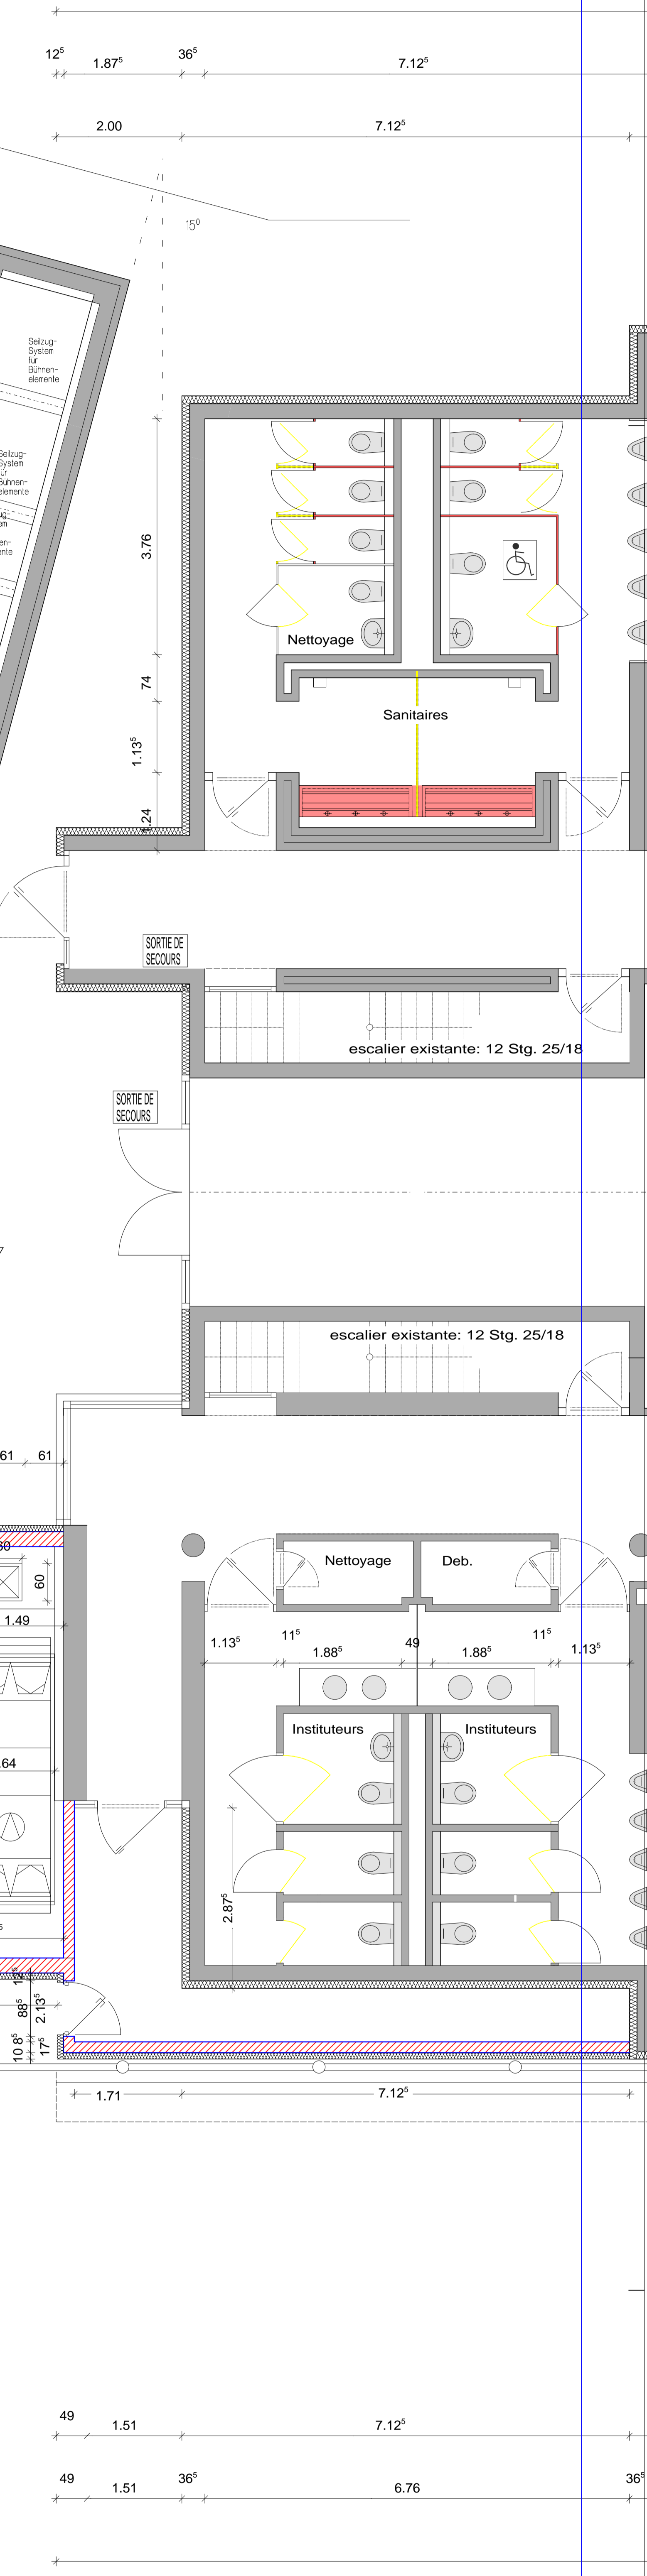 12⁵
1.87⁵
36⁵
7.12⁵
2.00
7.12⁵
15⁰
Seilzug-
System
für
Bühnen-
elemente
Seilzug-
System
für
Bühnen-
elemente
3.76
74
1.13⁵
1.24
Nettoyage
Sanitaires
SORTIE DE
SECOURS
escalier existante: 12 Stg. 25/18
SORTIE DE
SECOURS
escalier existante: 12 Stg. 25/18
61
61
60
1.49
Nettoyage
Deb.
1.13⁵
11⁵
1.88⁵
49
1.88⁵
11⁵
1.13⁵
Instituteurs
Instituteurs
.64
2.87⁵
12⁵
88⁵
2.13⁵
10
8⁵
17⁵
1.71
7.12⁵
49
1.51
7.12⁵
49
1.51
36⁵
6.76
36⁵